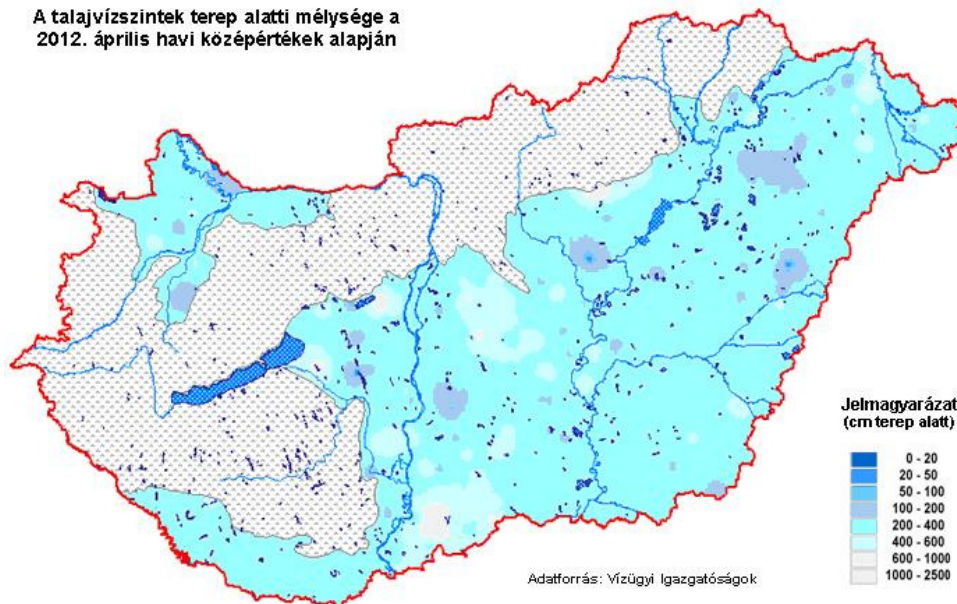 A talajvízszintek terep alatti mélysége a
2012. április havi középértékek alapján
Jelmagyarázat
(cm terep alatt)
0 - 20
20 - 50
50 - 100
100 - 200
200 - 400
400 - 600
600 - 1000
1000 - 2500
Adatforrás: Vízügyi Igazgatóságok